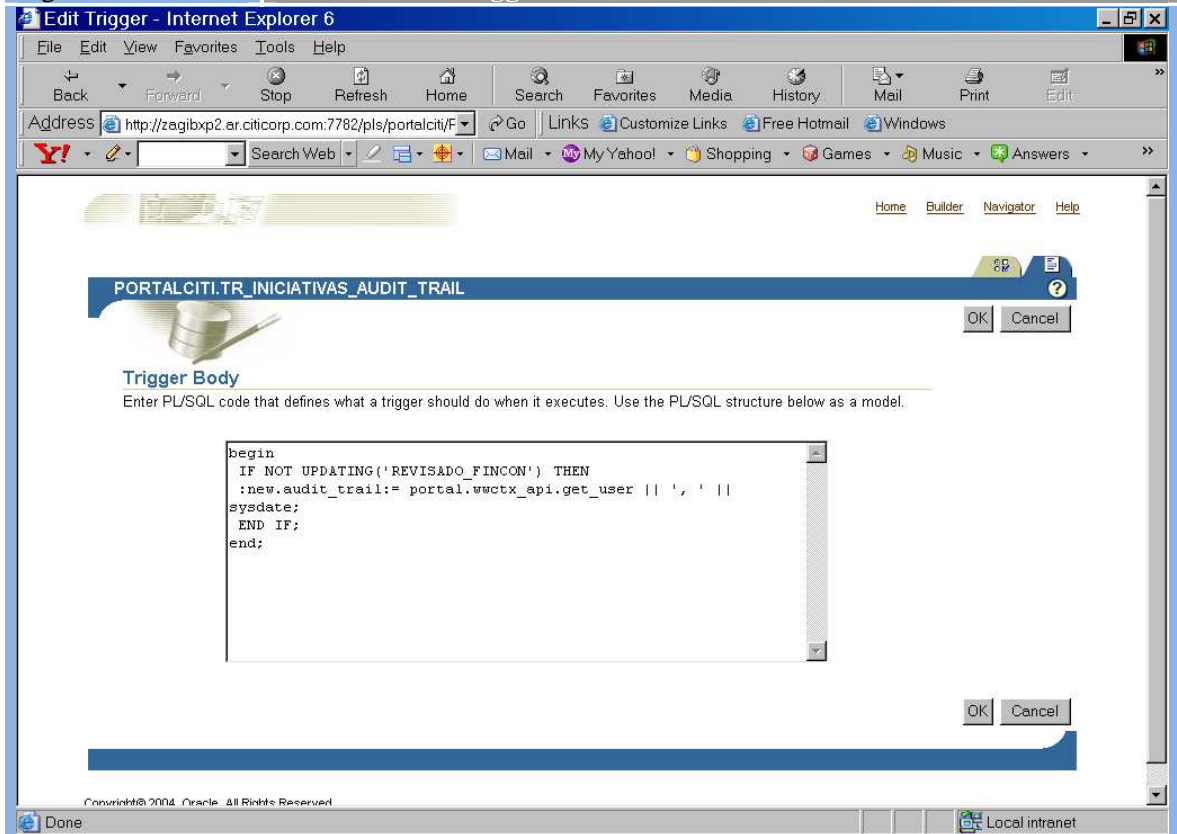 Edit Trigger - Internet Explorer 6
File Edit View Favorites Tools Help
Back Forward Stop Refresh Home Search Favorites Media History Mail Print Edit »
Address http://zagibxp2.ar.citicorp.com:7782/pls/portalciti/F Go Links Customize Links Free Hotmail Windows
Y! Search Web Mail My Yahoo! Shopping Games Music Answers »
Home Builder Navigator Help
PORTALCITI.TR_INICIATIVAS_AUDIT_TRAIL
?
OK Cancel
Trigger Body
Enter PL/SQL code that defines what a trigger should do when it executes. Use the PL/SQL structure below as a model.
begin
IF NOT UPDATING('REVISADO_FINCON') THEN
:new.audit_trail:= portal.wwctx_api.get_user || ', ' ||
sysdate;
END IF;
end;
OK Cancel
Copyright© 2004, Oracle. All Rights Reserved
Done Local intranet